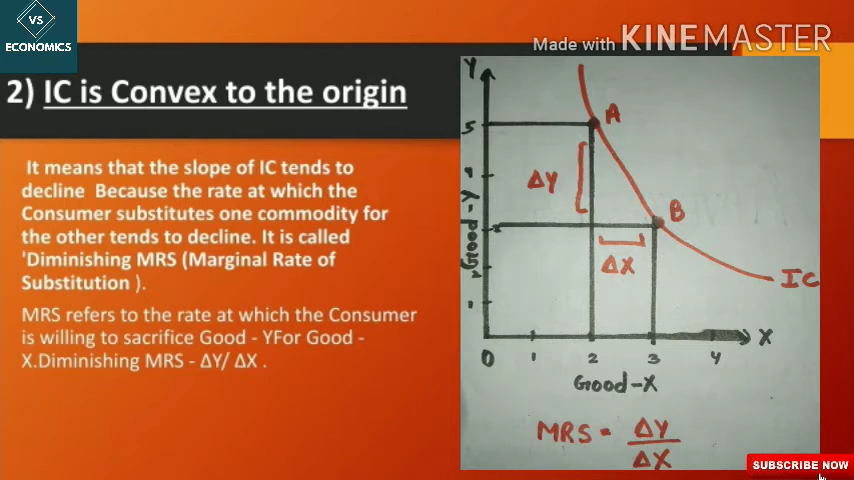 VS
ECONOMICS
Made with KINEMASTER
2) IC is Convex to the origin
It means that the slope of IC tends to
decline Because the rate at which the
Consumer substitutes one commodity for
the other tends to decline. It is called
'Diminishing MRS (Marginal Rate of
Substitution ).
MRS refers to the rate at which the Consumer
is willing to sacrifice Good - YFor Good -
X.Diminishing MRS - ΔY/ ΔX .
Y
A
5
ΔY
Good-Y
B
ΔX
IC
X
0 1 2 3 4
Good-X
MRS = ΔY
ΔX
SUBSCRIBE NOW